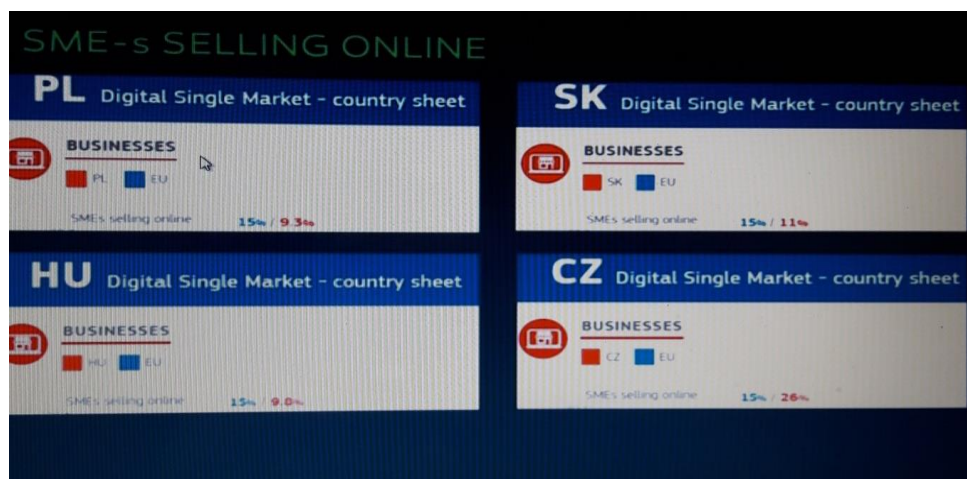 SME-s SELLING ONLINE
PL Digital Single Market - country sheet
BUSINESSES
PL EU
SMEs selling online 15% / 9.3%
SK Digital Single Market - country sheet
BUSINESSES
SK EU
SMEs selling online 15% / 11%
HU Digital Single Market - country sheet
BUSINESSES
HU EU
SMEs selling online 15% /
CZ Digital Single Market - country sheet
BUSINESSES
CZ EU
SMEs selling online 15% / 26%